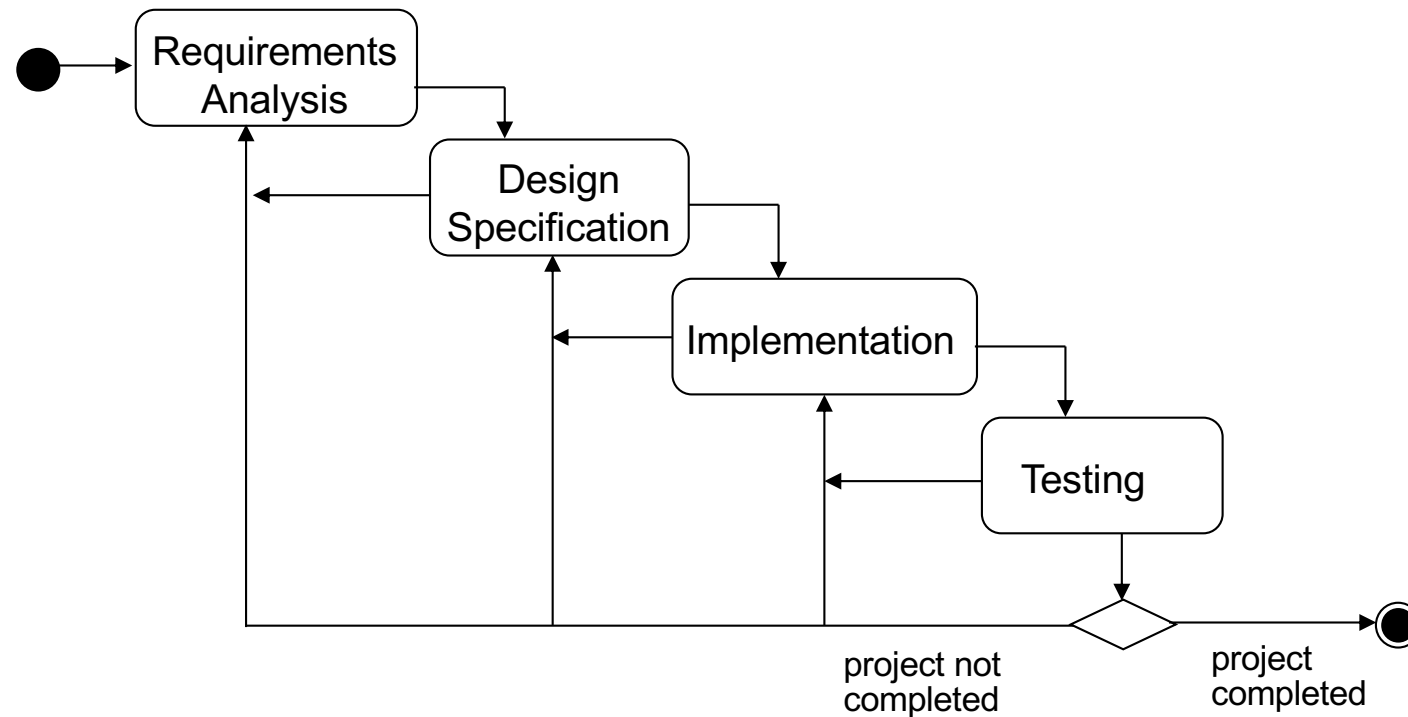 Requirements
Analysis
Design
Specification
Implementation
Testing
project not
completed
project
completed